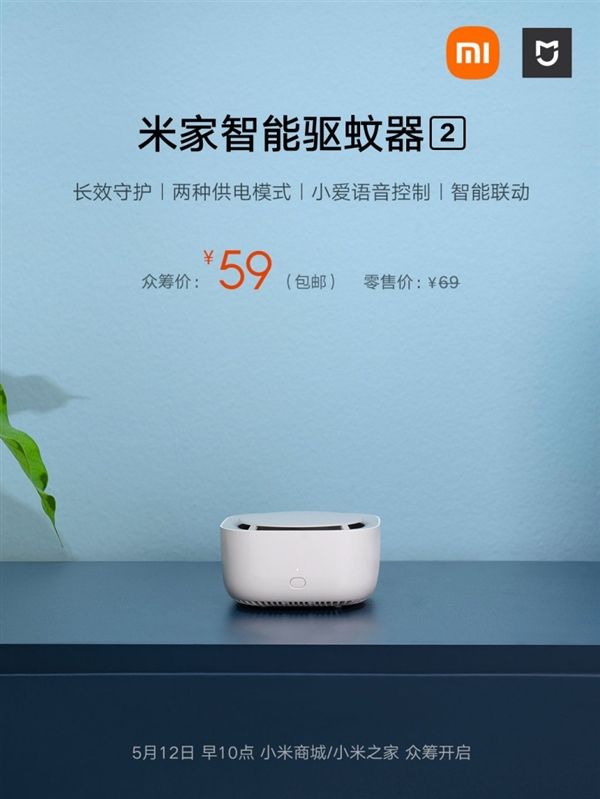 米家智能驱蚊器2
长效守护 | 两种供电模式 | 小爱语音控制 | 智能联动
众筹价：¥59（包邮） 零售价：¥69
5月12日 早10点 小米商城/小米之家 众筹开启